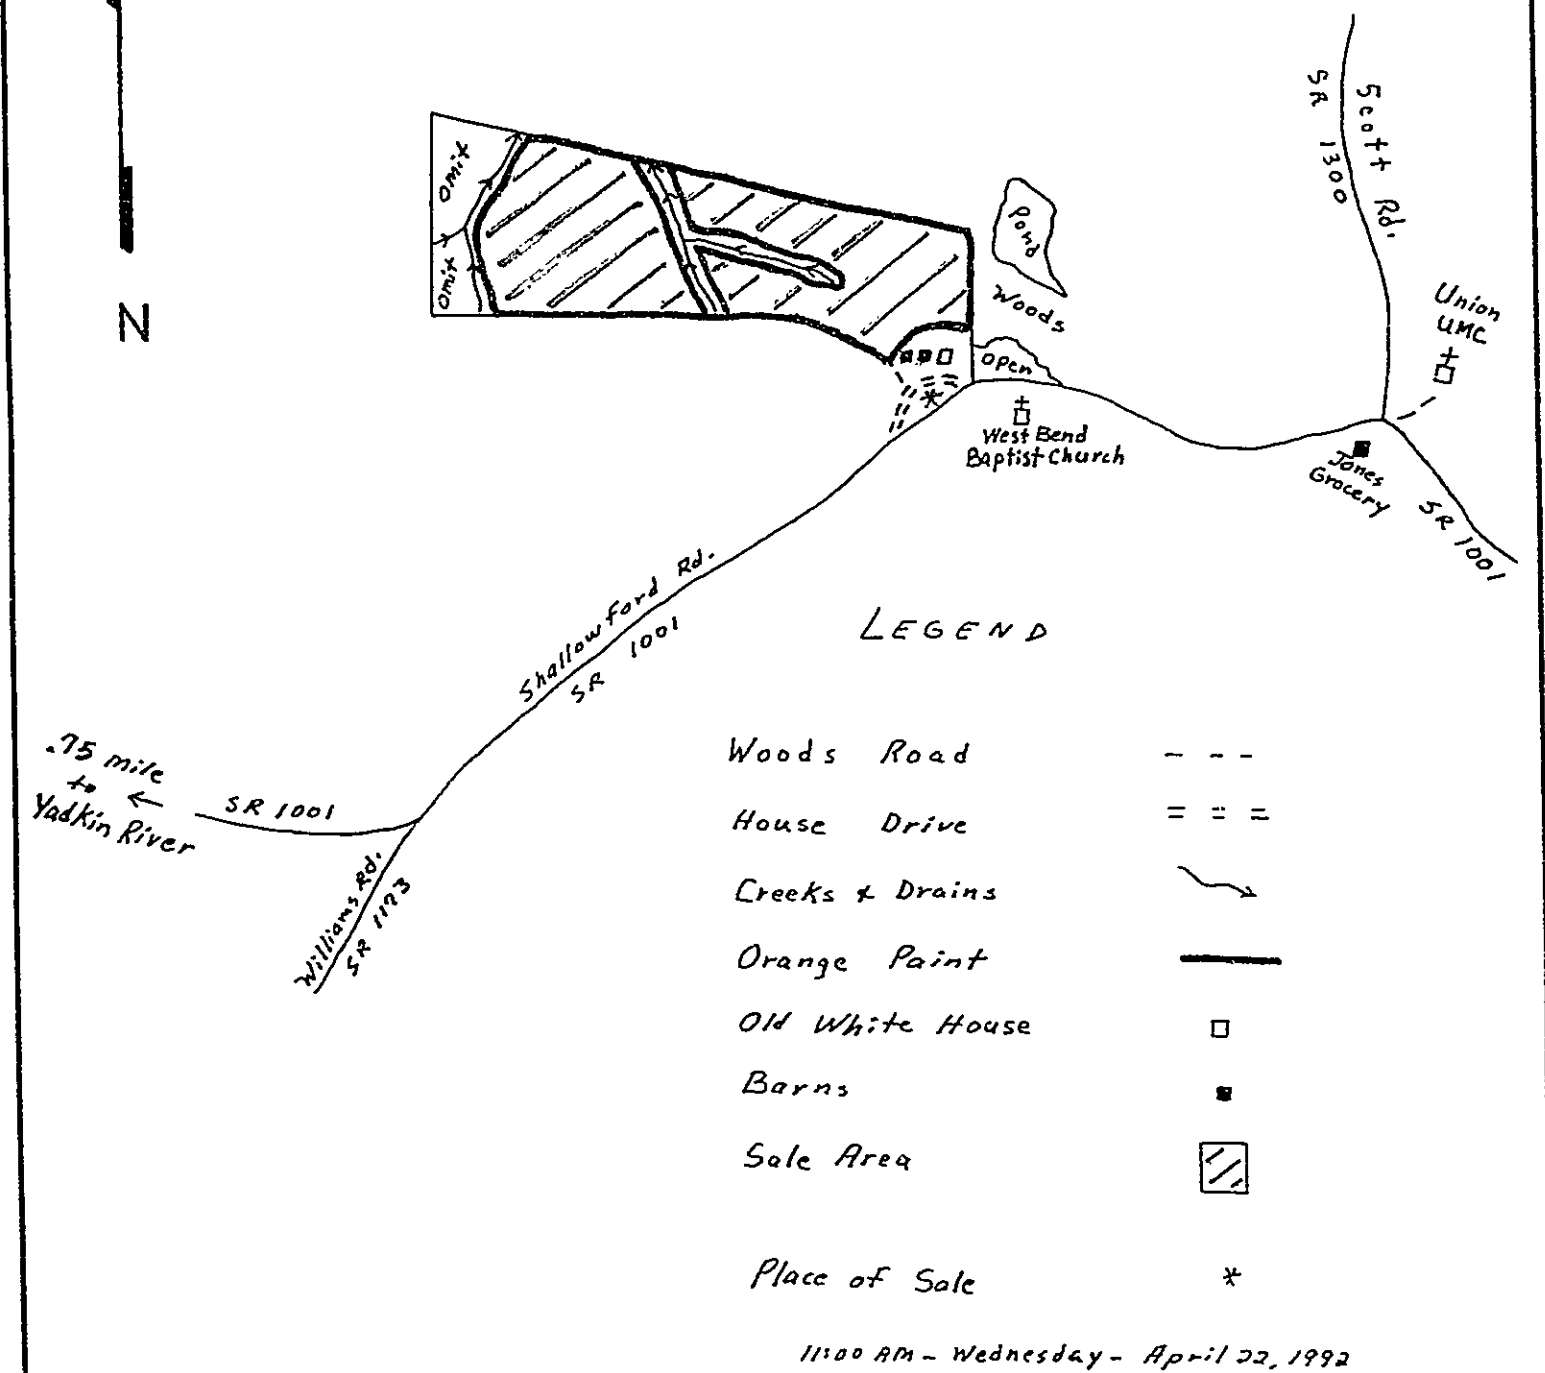 N
Omit
Omit
Pond
Woods
Open
West Bend
Baptist Church
Scott Rd.
SR 1300
Union
UMC
Jones
Grocery
SR 1001
Shallowford Rd.
SR 1001
.75 mile
to ←
Yadkin River
SR 1001
Williams Rd.
SR 1173
LEGEND
Woods Road
House Drive
Creeks & Drains
Orange Paint
Old White House
Barns
Sale Area
Place of Sale *
11:00 AM - Wednesday - April 22, 1992